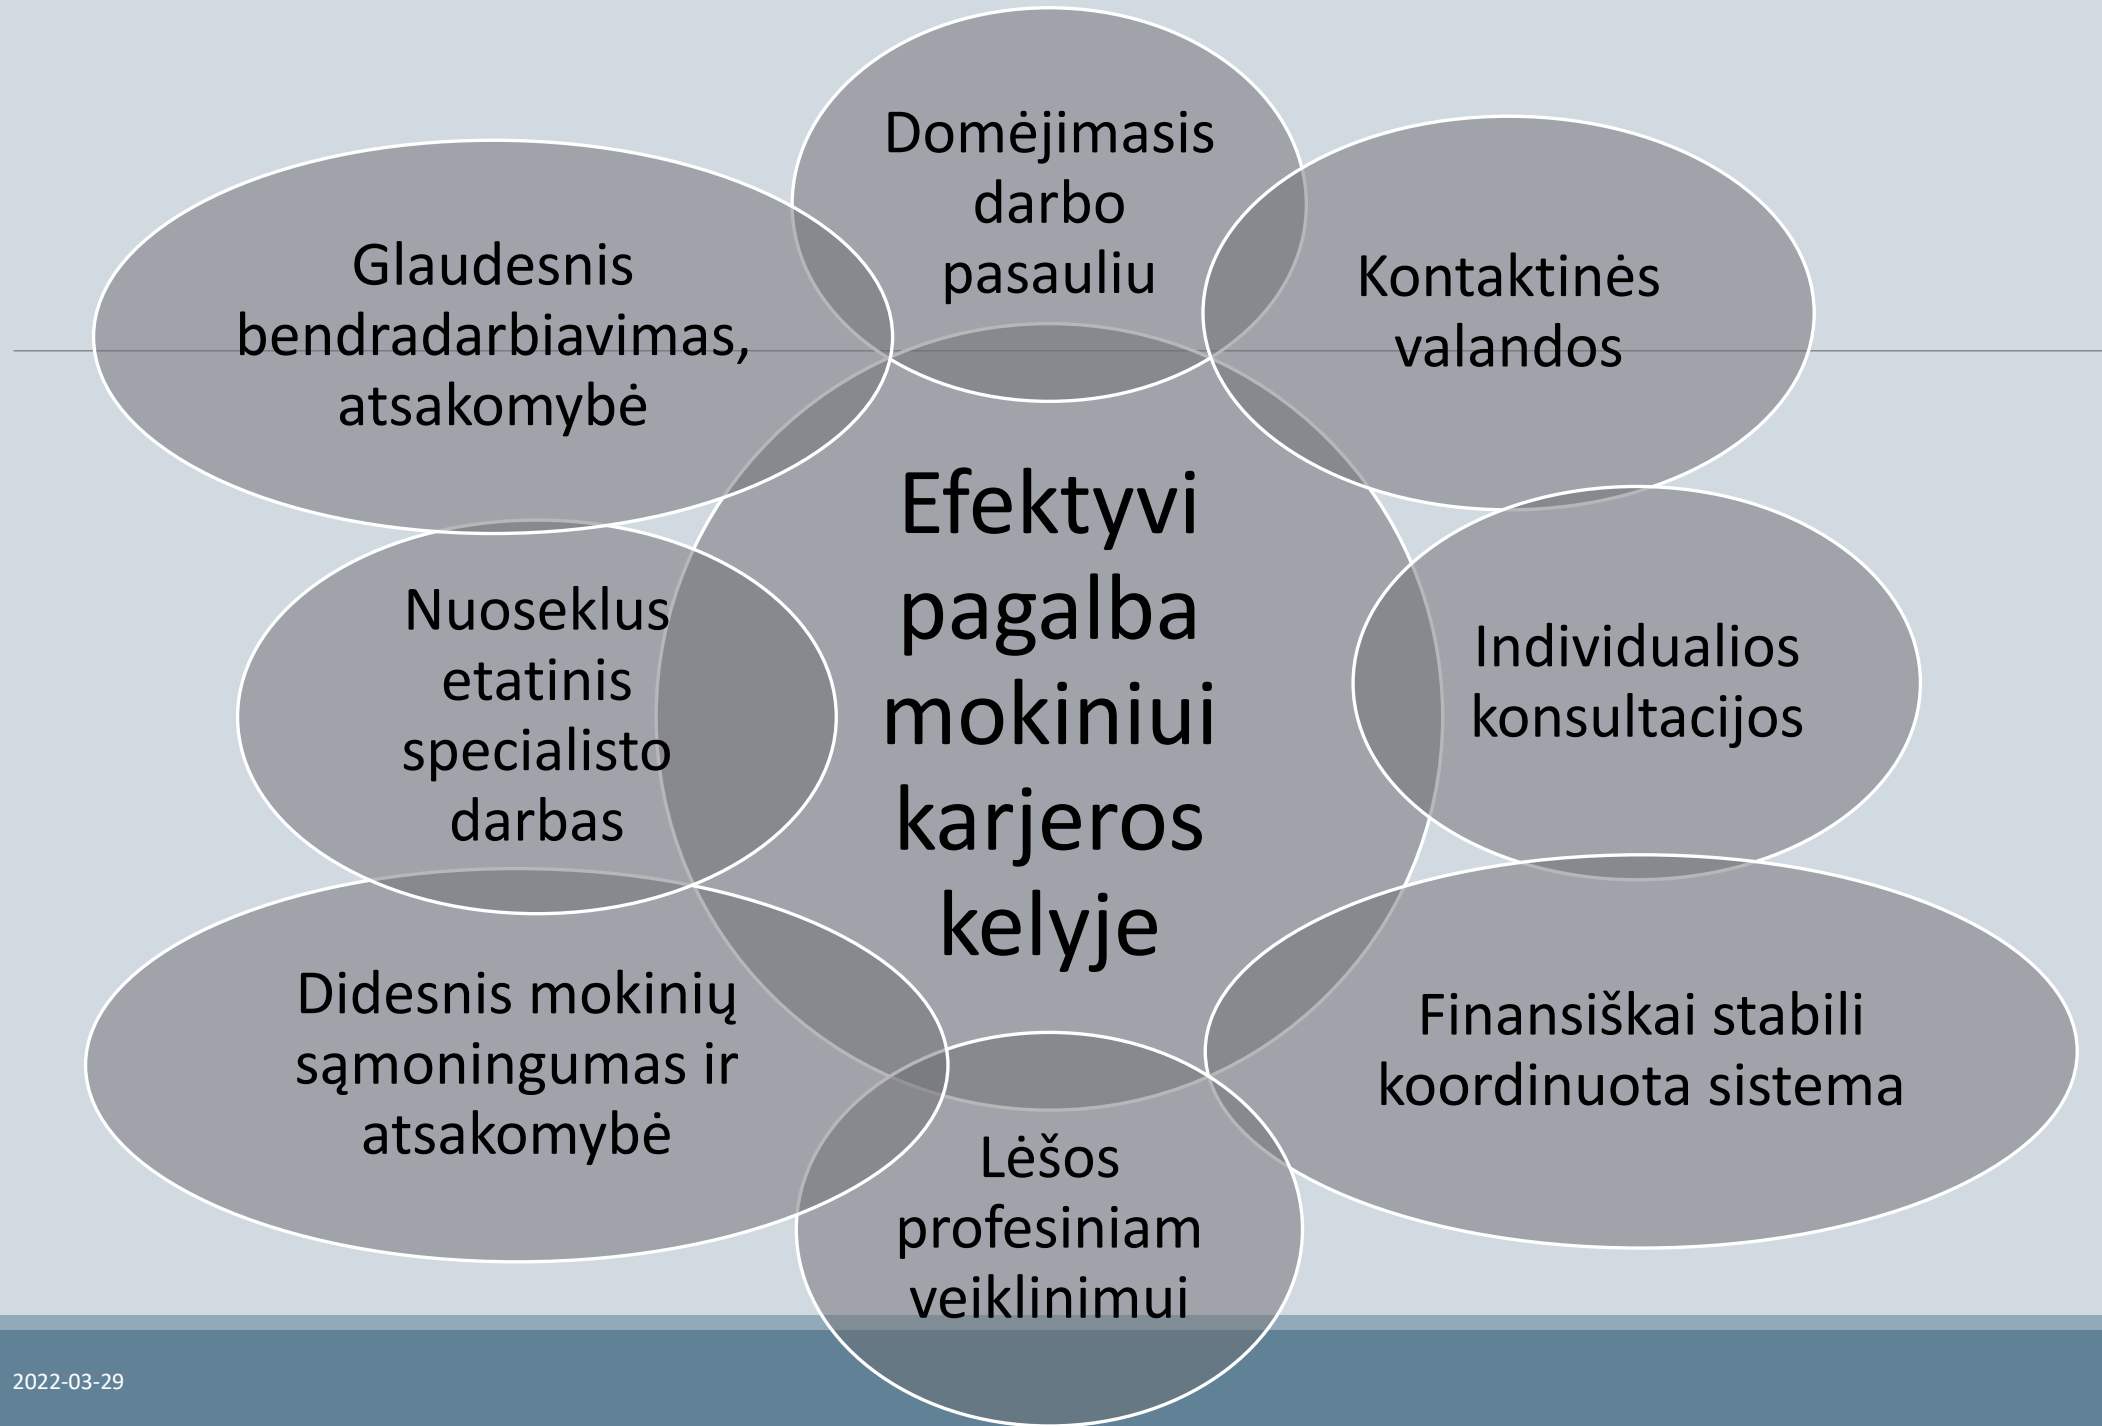 Domėjimasis
darbo
pasauliu
Kontaktinės
valandos
Individualios
konsultacijos
Finansiškai stabili
koordinuota sistema
Lėšos
profesiniam
veiklinimui
Didesnis mokinių
sąmoningumas ir
atsakomybė
Nuoseklus
etatinis
specialisto
darbas
Glaudesnis
bendradarbiavimas,
atsakomybė
Efektyvi
pagalba
mokiniui
karjeros
kelyje
2022-03-29